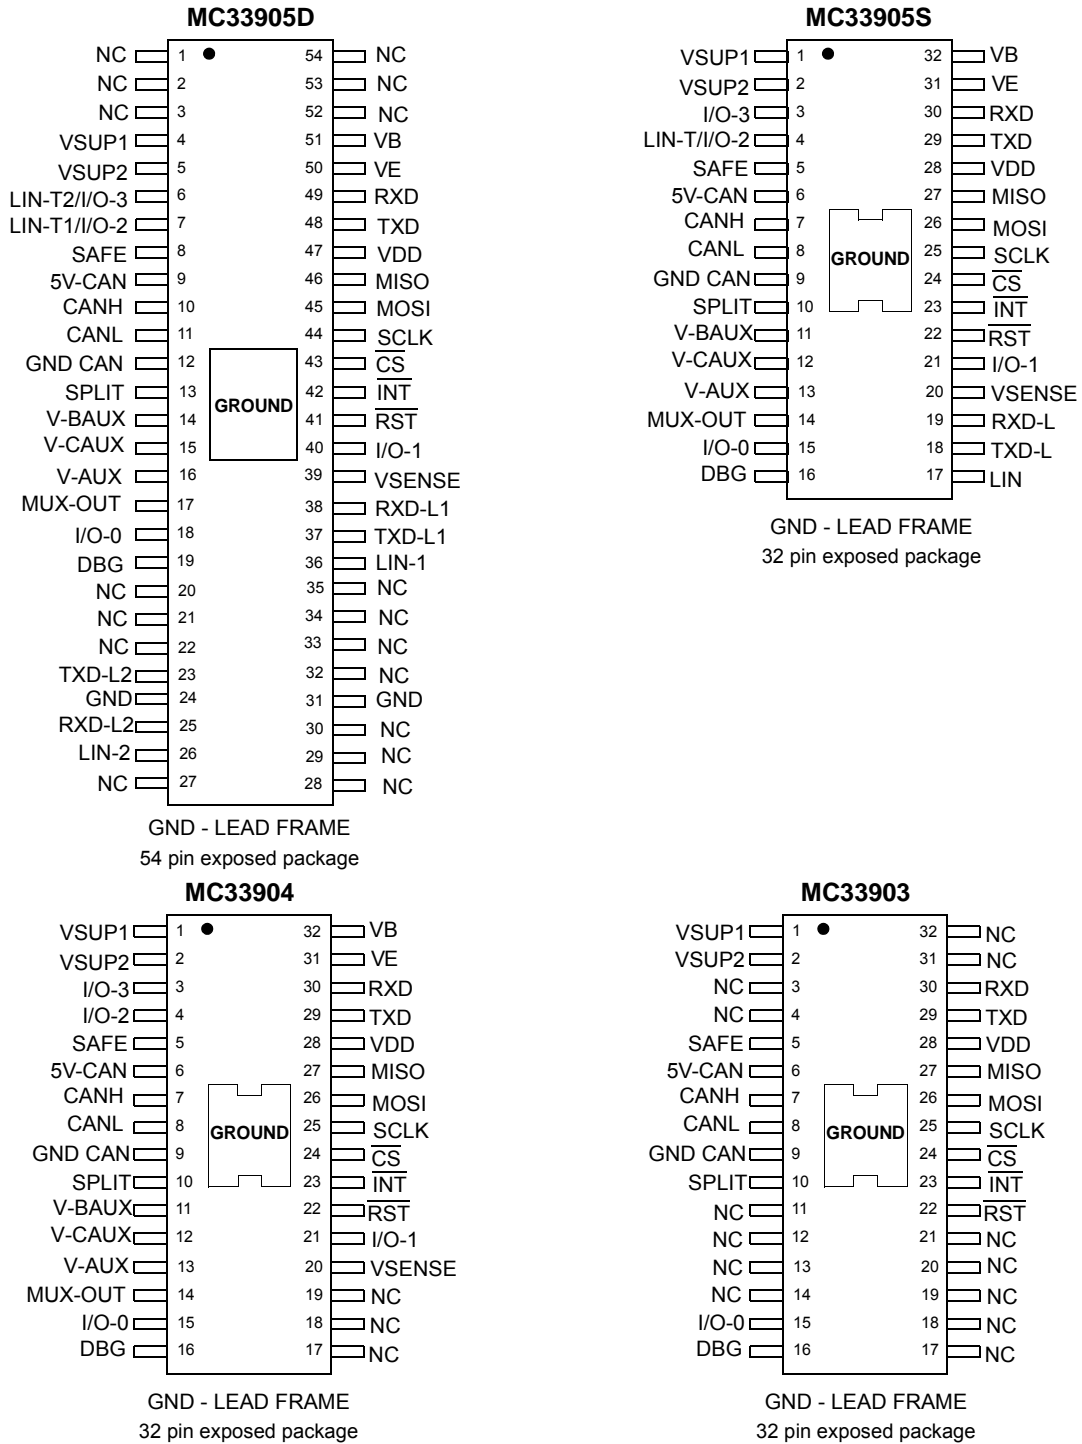 MC33905D
NC 1 54 NC
NC 2 53 NC
NC 3 52 NC
VSUP1 4 51 VB
VSUP2 5 50 VE
LIN-T2/I/O-3 6 49 RXD
LIN-T1/I/O-2 7 48 TXD
SAFE 8 47 VDD
5V-CAN 9 46 MISO
CANH 10 45 MOSI
CANL 11 44 SCLK
GND CAN 12 43 CS
SPLIT 13 42 INT
GROUND
V-BAUX 14 41 RST
V-CAUX 15 40 I/O-1
V-AUX 16 39 VSENSE
MUX-OUT 17 38 RXD-L1
I/O-0 18 37 TXD-L1
DBG 19 36 LIN-1
NC 20 35 NC
NC 21 34 NC
NC 22 33 NC
TXD-L2 23 32 NC
GND 24 31 GND
RXD-L2 25 30 NC
LIN-2 26 29 NC
NC 27 28 NC
GND - LEAD FRAME
54 pin exposed package
MC33905S
VSUP1 1 32 VB
VSUP2 2 31 VE
I/O-3 3 30 RXD
LIN-T/I/O-2 4 29 TXD
SAFE 5 28 VDD
5V-CAN 6 27 MISO
CANH 7 26 MOSI
CANL 8 25 SCLK
GROUND
GND CAN 9 24 CS
SPLIT 10 23 INT
V-BAUX 11 22 RST
V-CAUX 12 21 I/O-1
V-AUX 13 20 VSENSE
MUX-OUT 14 19 RXD-L
I/O-0 15 18 TXD-L
DBG 16 17 LIN
GND - LEAD FRAME
32 pin exposed package
MC33904
VSUP1 1 32 VB
VSUP2 2 31 VE
I/O-3 3 30 RXD
I/O-2 4 29 TXD
SAFE 5 28 VDD
5V-CAN 6 27 MISO
CANH 7 26 MOSI
CANL 8 25 SCLK
GROUND
GND CAN 9 24 CS
SPLIT 10 23 INT
V-BAUX 11 22 RST
V-CAUX 12 21 I/O-1
V-AUX 13 20 VSENSE
MUX-OUT 14 19 NC
I/O-0 15 18 NC
DBG 16 17 NC
GND - LEAD FRAME
32 pin exposed package
MC33903
VSUP1 1 32 NC
VSUP2 2 31 NC
NC 3 30 RXD
NC 4 29 TXD
SAFE 5 28 VDD
5V-CAN 6 27 MISO
CANH 7 26 MOSI
CANL 8 25 SCLK
GROUND
GND CAN 9 24 CS
SPLIT 10 23 INT
NC 11 22 RST
NC 12 21 NC
NC 13 20 NC
NC 14 19 NC
I/O-0 15 18 NC
DBG 16 17 NC
GND - LEAD FRAME
32 pin exposed package